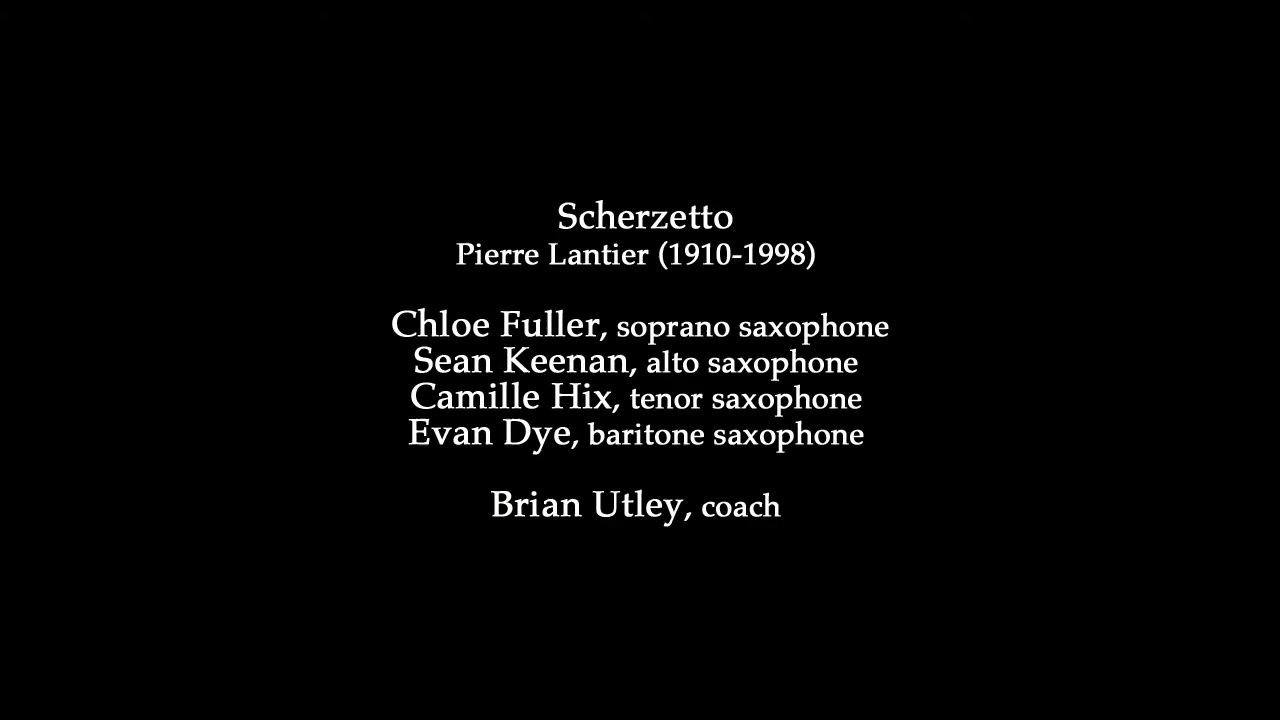 Scherzetto
Pierre Lantier (1910-1998)
Chloe Fuller, soprano saxophone
Sean Keenan, alto saxophone
Camille Hix, tenor saxophone
Evan Dye, baritone saxophone
Brian Utley, coach